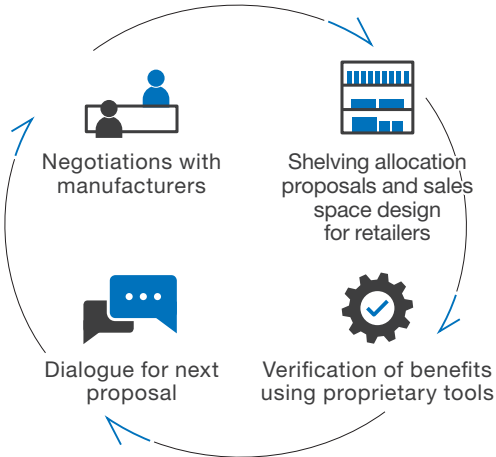 Negotiations with
manufacturers
Shelving allocation
proposals and sales
space design
for retailers
Dialogue for next
proposal
Verification of benefits
using proprietary tools